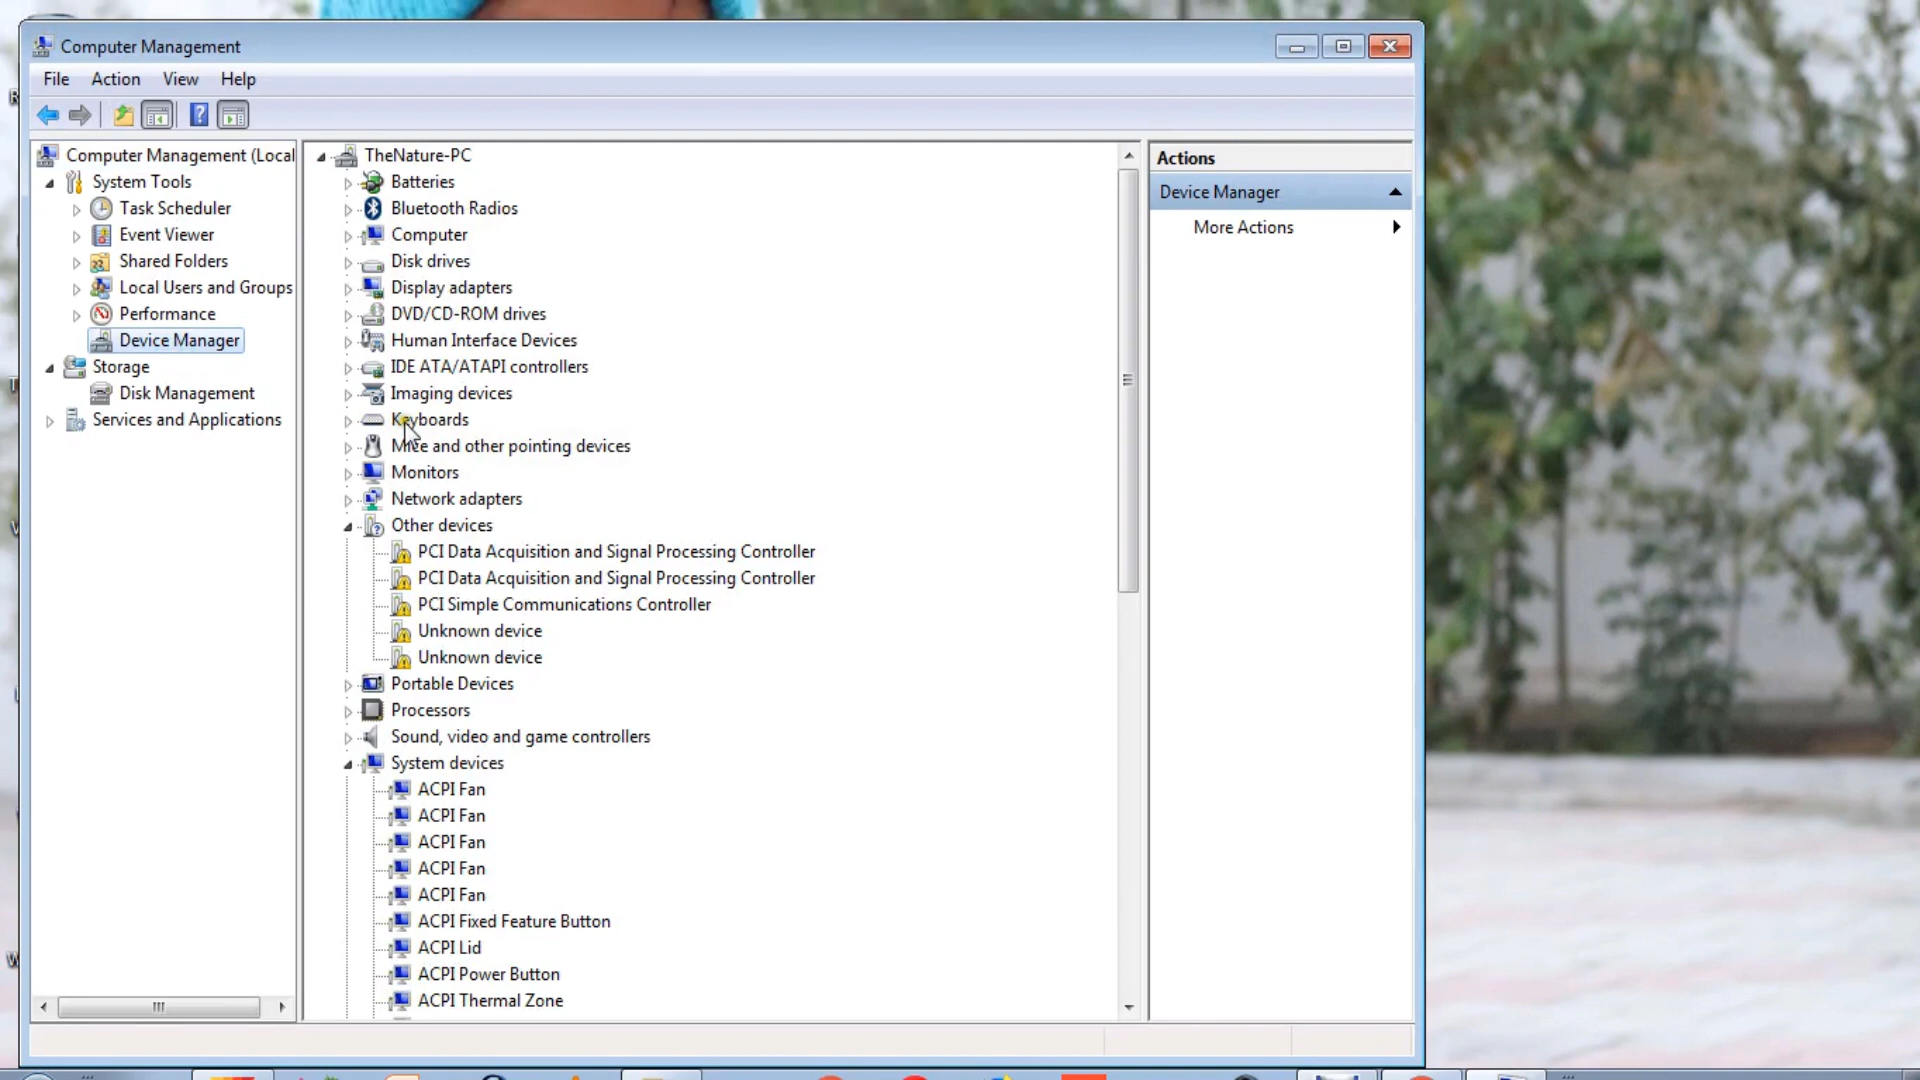 Computer Management
File Action View Help
Computer Management (Local
System Tools
Task Scheduler
Event Viewer
Shared Folders
Local Users and Groups
Performance
Device Manager
Storage
Disk Management
Services and Applications
TheNature-PC
Batteries
Bluetooth Radios
Computer
Disk drives
Display adapters
DVD/CD-ROM drives
Human Interface Devices
IDE ATA/ATAPI controllers
Imaging devices
Keyboards
Mice and other pointing devices
Monitors
Network adapters
Other devices
PCI Data Acquisition and Signal Processing Controller
PCI Data Acquisition and Signal Processing Controller
PCI Simple Communications Controller
Unknown device
Unknown device
Portable Devices
Processors
Sound, video and game controllers
System devices
ACPI Fan
ACPI Fan
ACPI Fan
ACPI Fan
ACPI Fan
ACPI Fixed Feature Button
ACPI Lid
ACPI Power Button
ACPI Thermal Zone
Actions
Device Manager
More Actions